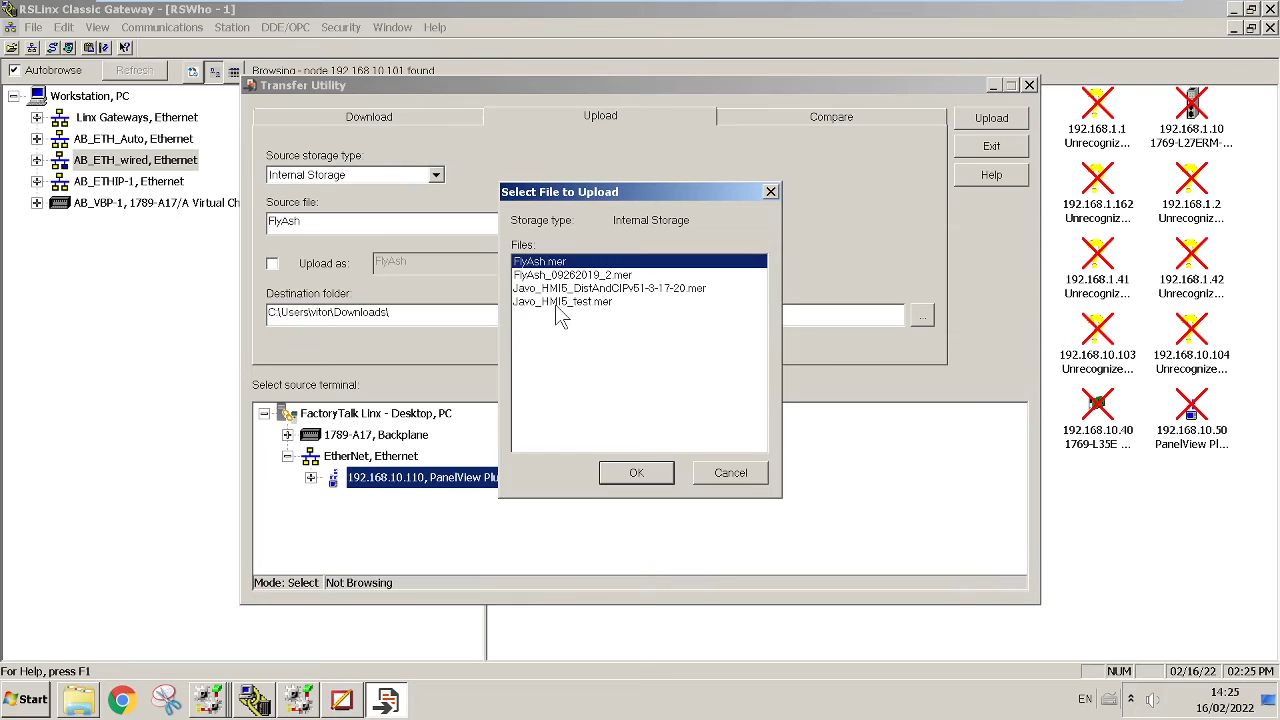 RSLinx Classic Gateway - [RSWho - 1]
File Edit View Communications Station DDE/OPC Security Window Help
Autobrowse Refresh Browsing - node 192.168.10.101 found
Workstation, PC
Linx Gateways, Ethernet
AB_ETH_Auto, Ethernet
AB_ETH_wired, Ethernet
AB_ETHIP-1, Ethernet
AB_VBP-1, 1789-A17/A Virtual Ch
Transfer Utility
Download Upload Compare
Upload
Exit
Help
Source storage type:
Internal Storage
Source file:
FlyAsh
Upload as: FlyAsh
Destination folder:
C:\Users\vitor\Downloads\
...
Select source terminal:
FactoryTalk Linx - Desktop, PC
1789-A17, Backplane
EtherNet, Ethernet
192.168.10.110, PanelView Plu
Mode: Select Not Browsing
Select File to Upload
Storage type: Internal Storage
Files:
FlyAsh.mer
FlyAsh_09262019_2.mer
Javo_HMI5_DistAndCIPv51-3-17-20.mer
Javo_HMI5_test.mer
OK Cancel
192.168.1.1 192.168.1.10
Unrecogniz... 1769-L27ERM-...
192.168.1.162 192.168.1.2
Unrecogniz... Unrecogniz...
192.168.1.41 192.168.1.42
Unrecogniz... Unrecogniz...
192.168.10.103 192.168.10.104
Unrecognize... Unrecognize...
192.168.10.40 192.168.10.50
1769-L35E ... PanelView Pl...
For Help, press F1 NUM 02/16/22 02:25 PM
Start EN 14:25
16/02/2022